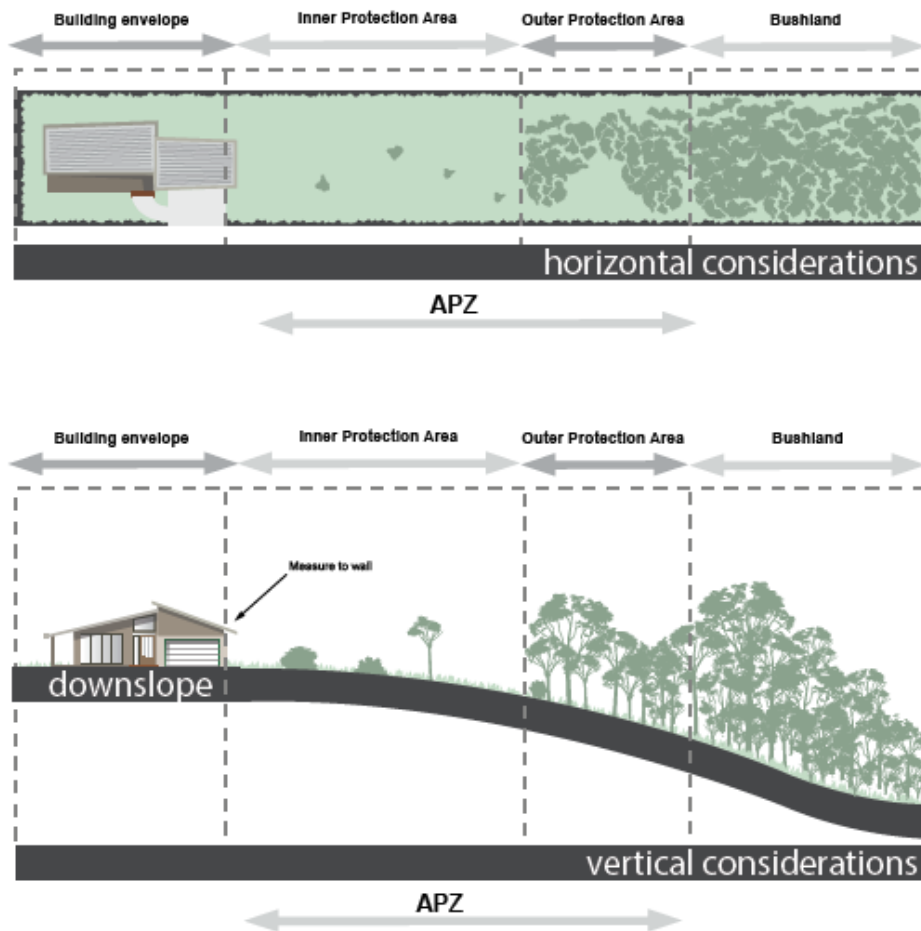 Building envelope
Inner Protection Area
Outer Protection Area
Bushland
horizontal considerations
APZ
Building envelope
Inner Protection Area
Outer Protection Area
Bushland
Measure to wall
downslope
vertical considerations
APZ